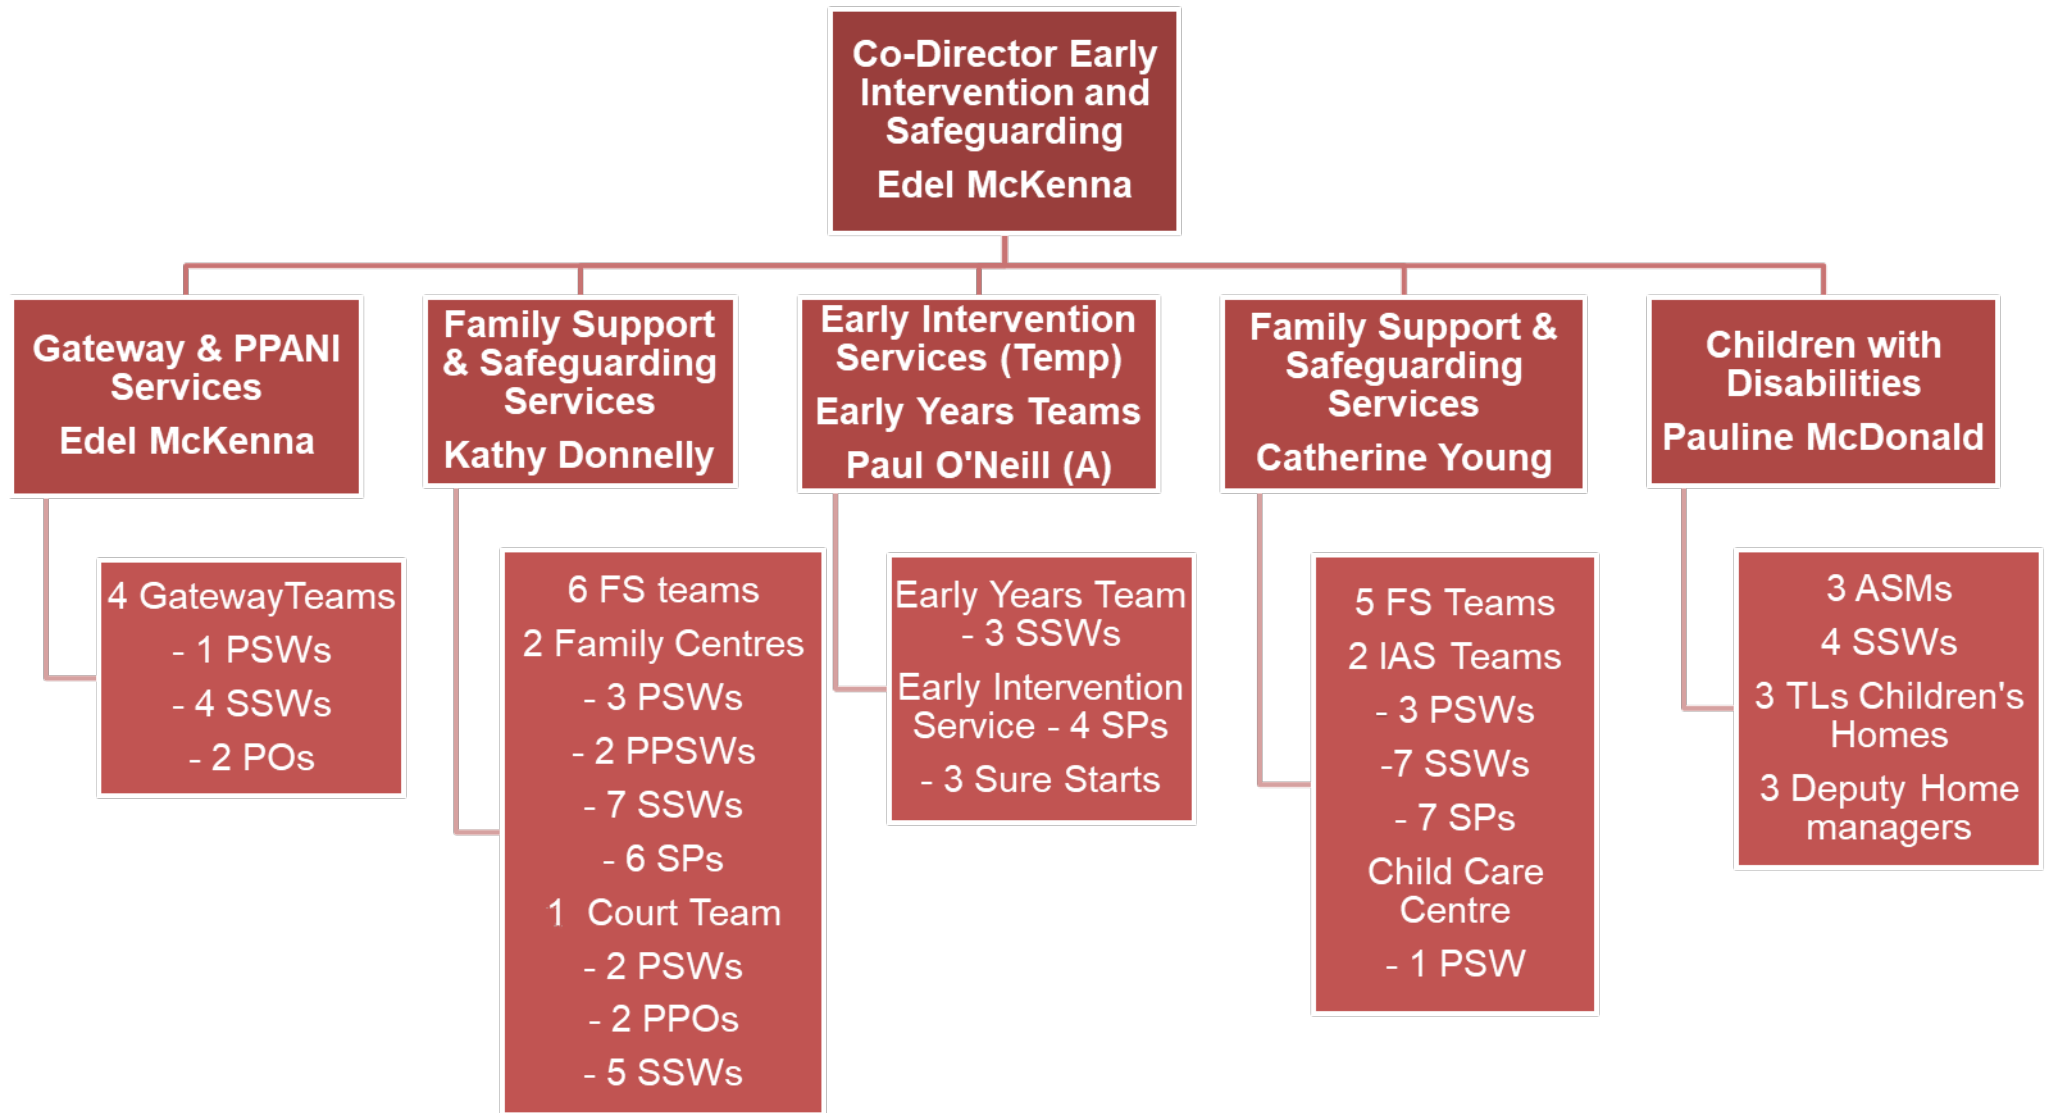 Co-Director Early
Intervention and
Safeguarding
Edel McKenna
Gateway & PPANI
Services
Edel McKenna
Family Support
& Safeguarding
Services
Kathy Donnelly
Early Intervention
Services (Temp)
Early Years Teams
Paul O'Neill (A)
Family Support &
Safeguarding
Services
Catherine Young
Children with
Disabilities
Pauline McDonald
4 GatewayTeams
- 1 PSWs
- 4 SSWs
- 2 POs
6 FS teams
2 Family Centres
- 3 PSWs
- 2 PPSWs
- 7 SSWs
- 6 SPs
1 Court Team
- 2 PSWs
- 2 PPOs
- 5 SSWs
Early Years Team
- 3 SSWs
Early Intervention
Service - 4 SPs
- 3 Sure Starts
5 FS Teams
2 IAS Teams
- 3 PSWs
-7 SSWs
- 7 SPs
Child Care
Centre
- 1 PSW
3 ASMs
4 SSWs
3 TLs Children's
Homes
3 Deputy Home
managers